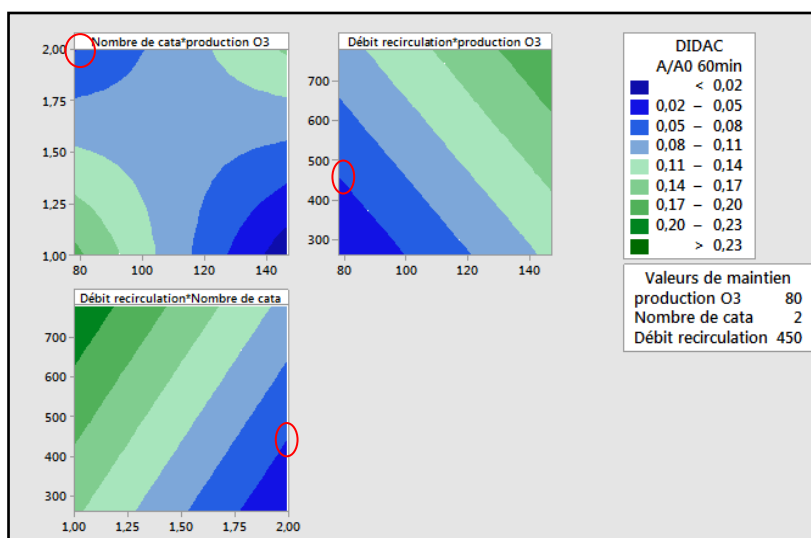 Nombre de cata*production O3
2,00
1,75
1,50
1,25
1,00
80 100 120 140
Débit recirculation*production O3
700
600
500
400
300
80 100 120 140
DIDAC
A/A0 60min
< 0,02
0,02 – 0,05
0,05 – 0,08
0,08 – 0,11
0,11 – 0,14
0,14 – 0,17
0,17 – 0,20
0,20 – 0,23
> 0,23
Valeurs de maintien
production O3 80
Nombre de cata 2
Débit recirculation 450
Débit recirculation*Nombre de cata
700
600
500
400
300
1,00 1,25 1,50 1,75 2,00